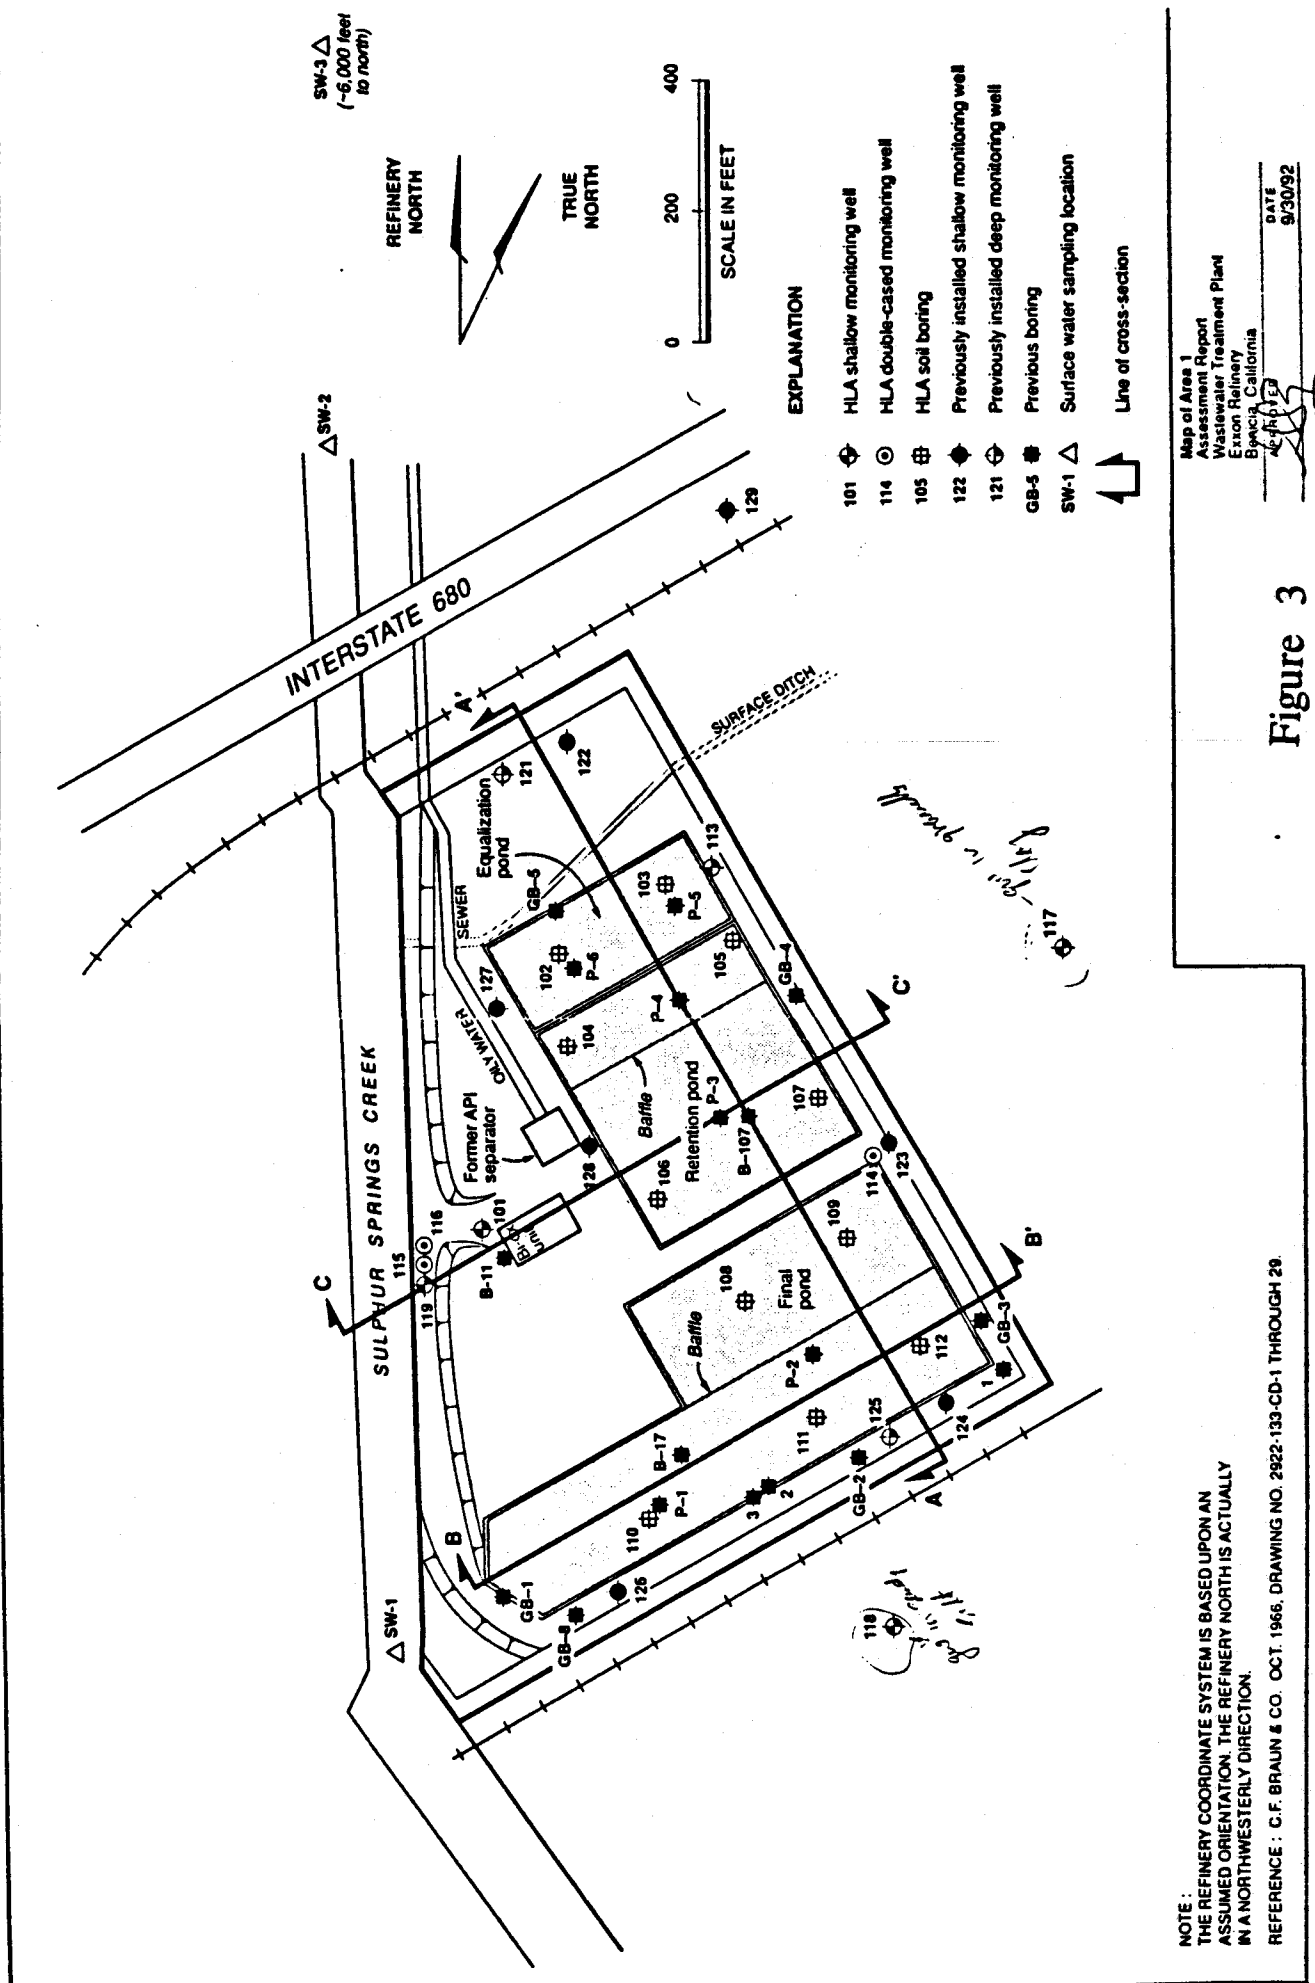 SW-3
(~6,000 feet
to north)
REFINERY
NORTH
TRUE
NORTH
0 200 400
SCALE IN FEET
EXPLANATION
101 HLA shallow monitoring well
114 HLA double-cased monitoring well
105 HLA soil boring
122 Previously installed shallow monitoring well
121 Previously installed deep monitoring well
GB-5 Previous boring
SW-1 Surface water sampling location
Line of cross-section
SW-2
INTERSTATE 680
129
SULPHUR SPRINGS CREEK
SW-1
C
115
116
119
101
B-11
Former API
separator
OILY WATER
SEWER
127
128
Equalization
pond
GB-5
121
122
A'
SURFACE DITCH
102
P-6
103
P-5
113
104
P-4
105
GB-4
Baffle
Retention pond
P-3
B-107
107
106
C'
114
123
109
108
Final
pond
Baffle
B'
P-2
112
GB-3
1
124
125
111
B-17
GB-2
A
2
3
110
P-1
B
GB-1
GB-8
126
117
118
NOTE :
THE REFINERY COORDINATE SYSTEM IS BASED UPON AN
ASSUMED ORIENTATION. THE REFINERY NORTH IS ACTUALLY
IN A NORTHWESTERLY DIRECTION.
REFERENCE : C.F. BRAUN & CO. OCT. 1966, DRAWING NO. 2922-133-CD-1 THROUGH 29.
Map of Area 1
Assessment Report
Wastewater Treatment Plant
Exxon Refinery
Benicia, California
APPROVED
DATE
9/30/92
Figure 3